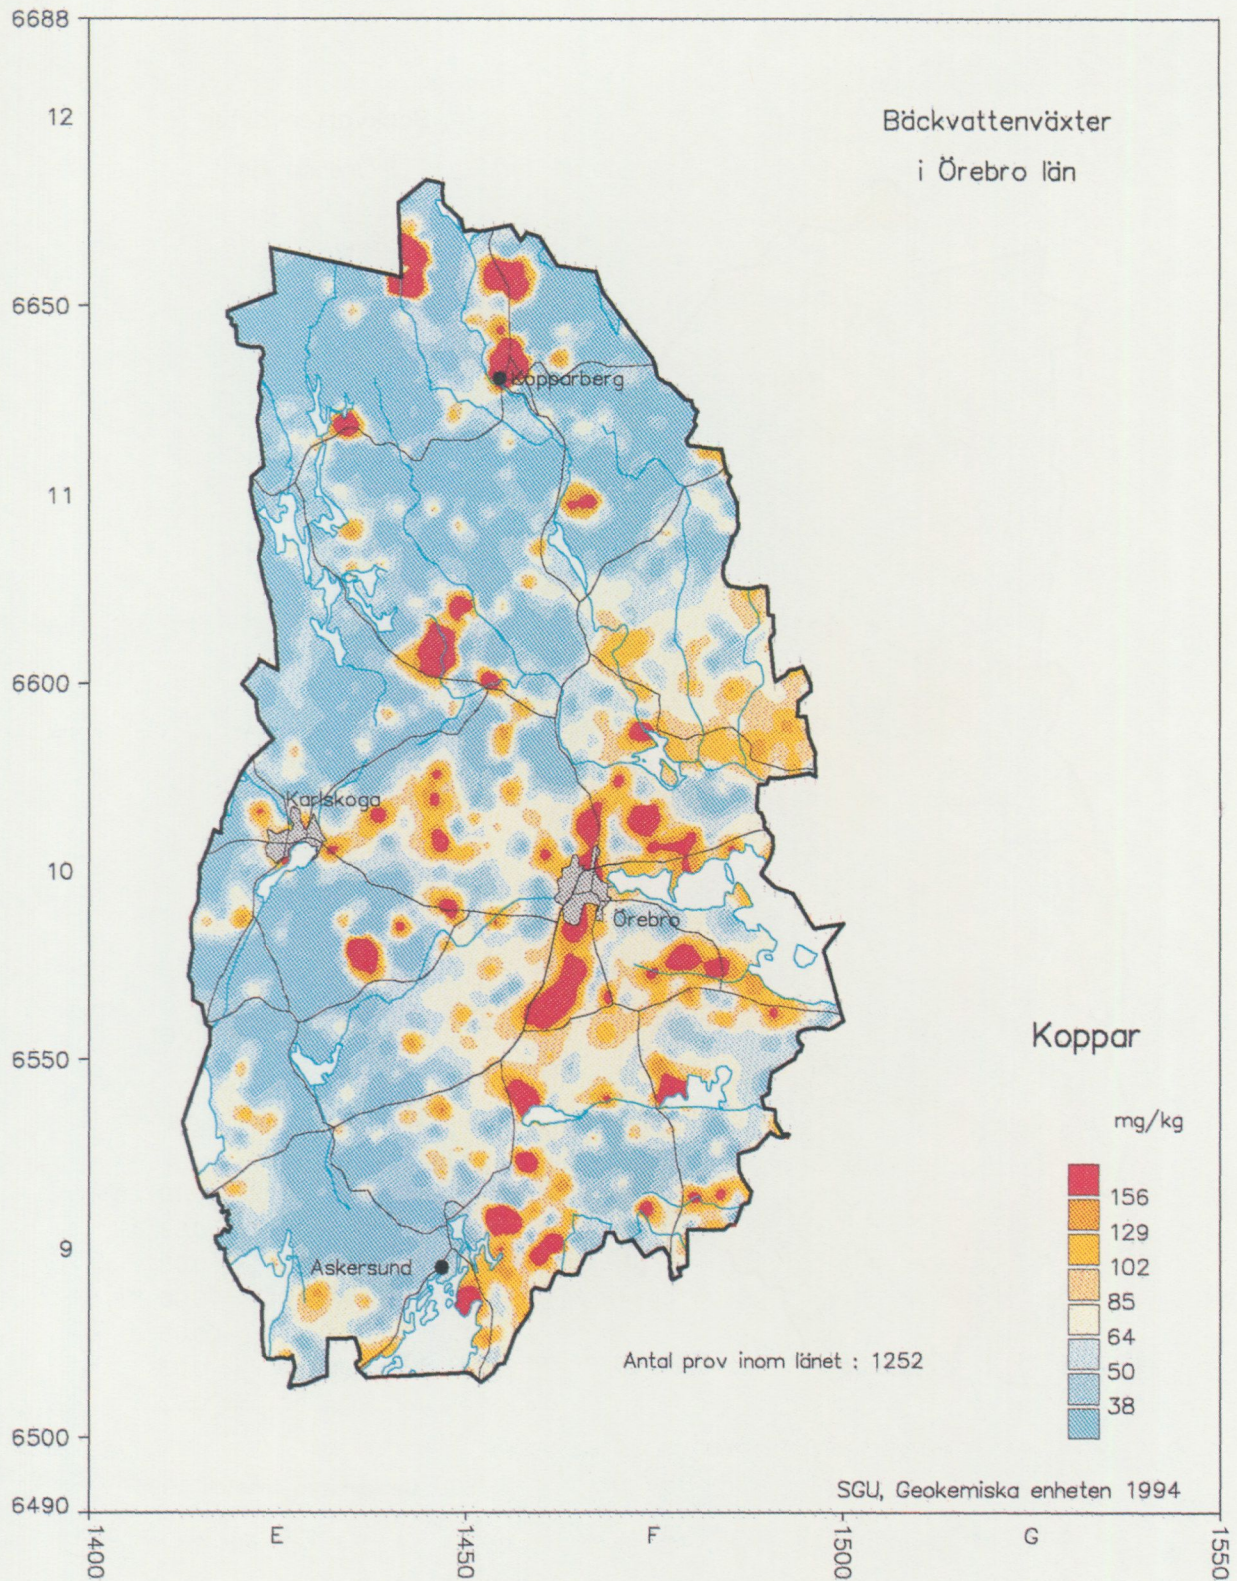 6688
12
Bäckvattenväxter
i Örebro län
6650
Kopparberg
11
6600
Karlskoga
10
Örebro
6550
Koppar
mg/kg
156
129
102
85
64
50
38
9
Askersund
Antal prov inom länet : 1252
6500
SGU, Geokemiska enheten 1994
6490
1400
E
1450
F
1500
G
1550